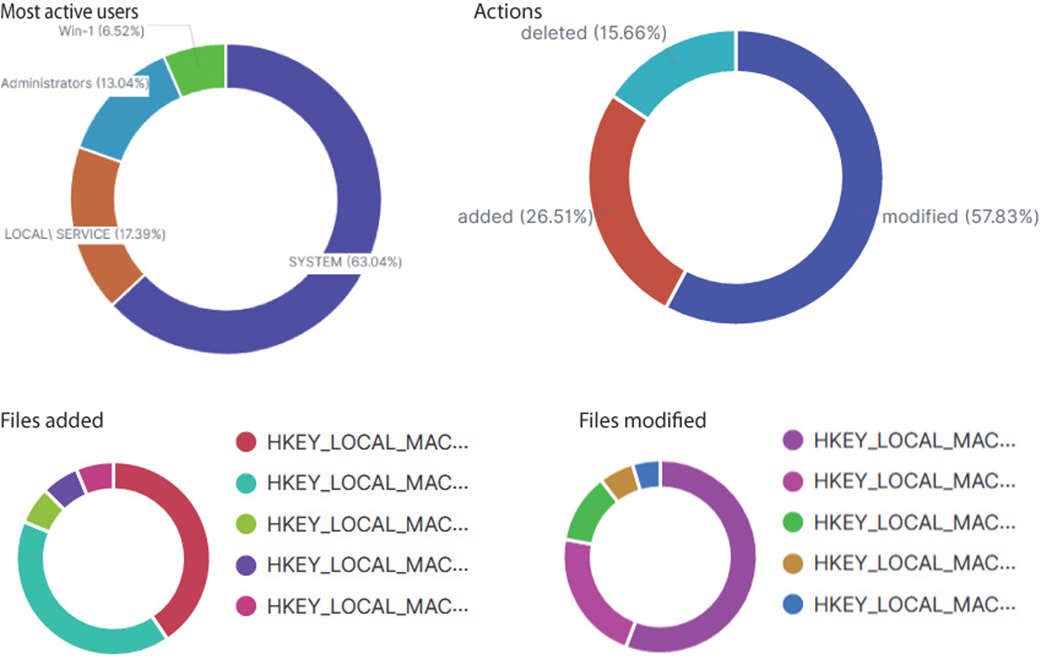 Most active users
Win-1 (6.52%)
Administrators (13.04%)
LOCAL\ SERVICE (17.39%)
SYSTEM (63.04%)
Actions
deleted (15.66%)
added (26.51%)
modified (57.83%)
Files added
HKEY_LOCAL_MAC...
HKEY_LOCAL_MAC...
HKEY_LOCAL_MAC...
HKEY_LOCAL_MAC...
HKEY_LOCAL_MAC...
Files modified
HKEY_LOCAL_MAC...
HKEY_LOCAL_MAC...
HKEY_LOCAL_MAC...
HKEY_LOCAL_MAC...
HKEY_LOCAL_MAC...